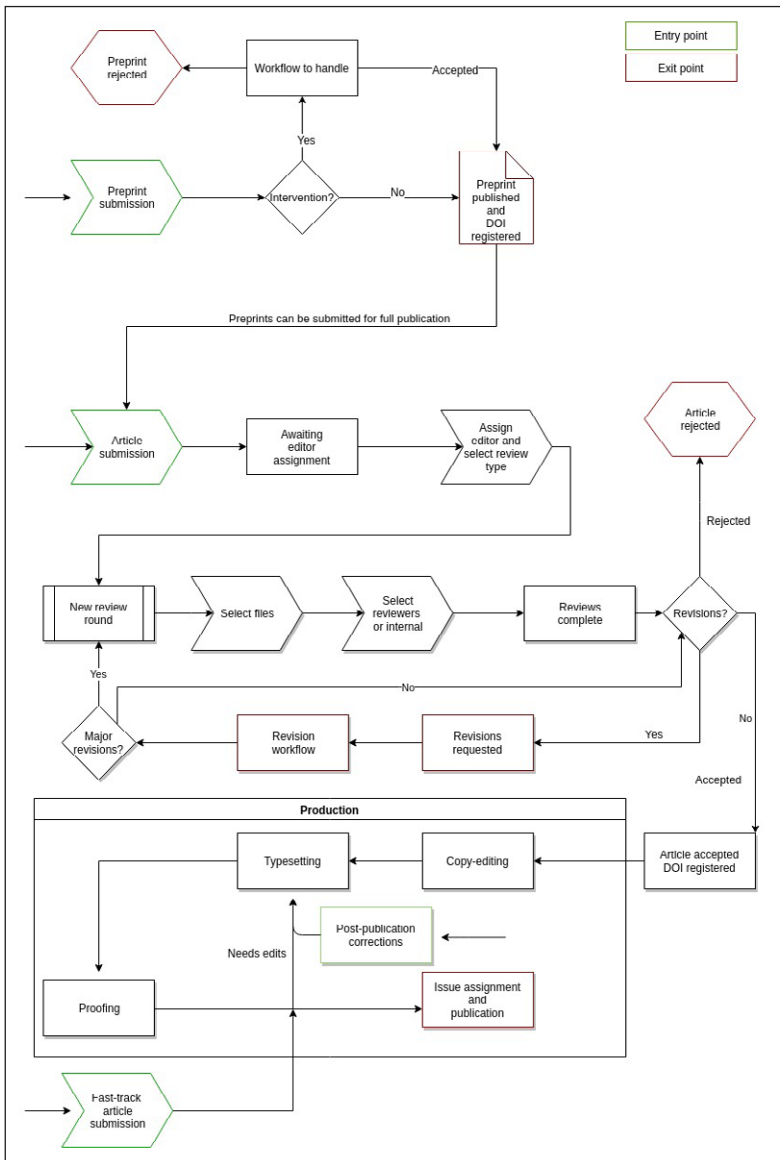 Entry point
Exit point
Preprint
rejected
Workflow to handle
Accepted
Yes
Preprint
submission
Intervention?
No
Preprint
published
and
DOI
registered
Preprints can be submitted for full publication
Article
submission
Awaiting
editor
assignment
Assign
editor and
select review
type
Article
rejected
Rejected
New review
round
Select files
Select
reviewers
or internal
Reviews
complete
Revisions?
Yes
No
No
Major
revisions?
Revision
workflow
Revisions
requested
Yes
Accepted
Production
Typesetting
Copy-editing
Article accepted
DOI registered
Post-publication
corrections
Needs edits
Proofing
Issue assignment
and
publication
Fast-track
article
submission